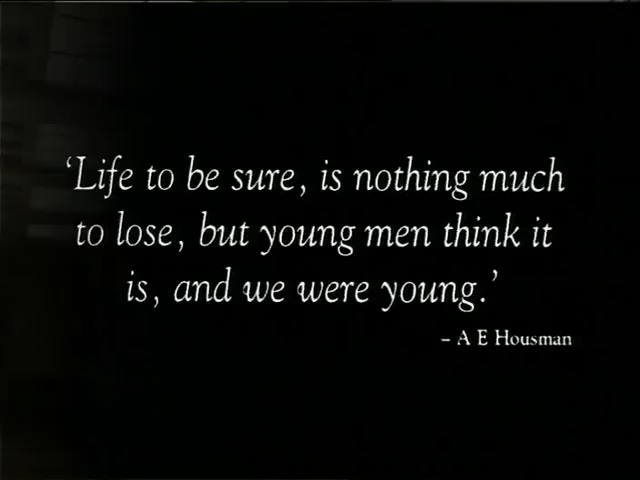 ‘Life to be sure, is nothing much
to lose, but young men think it
is, and we were young.’
– A E Housman